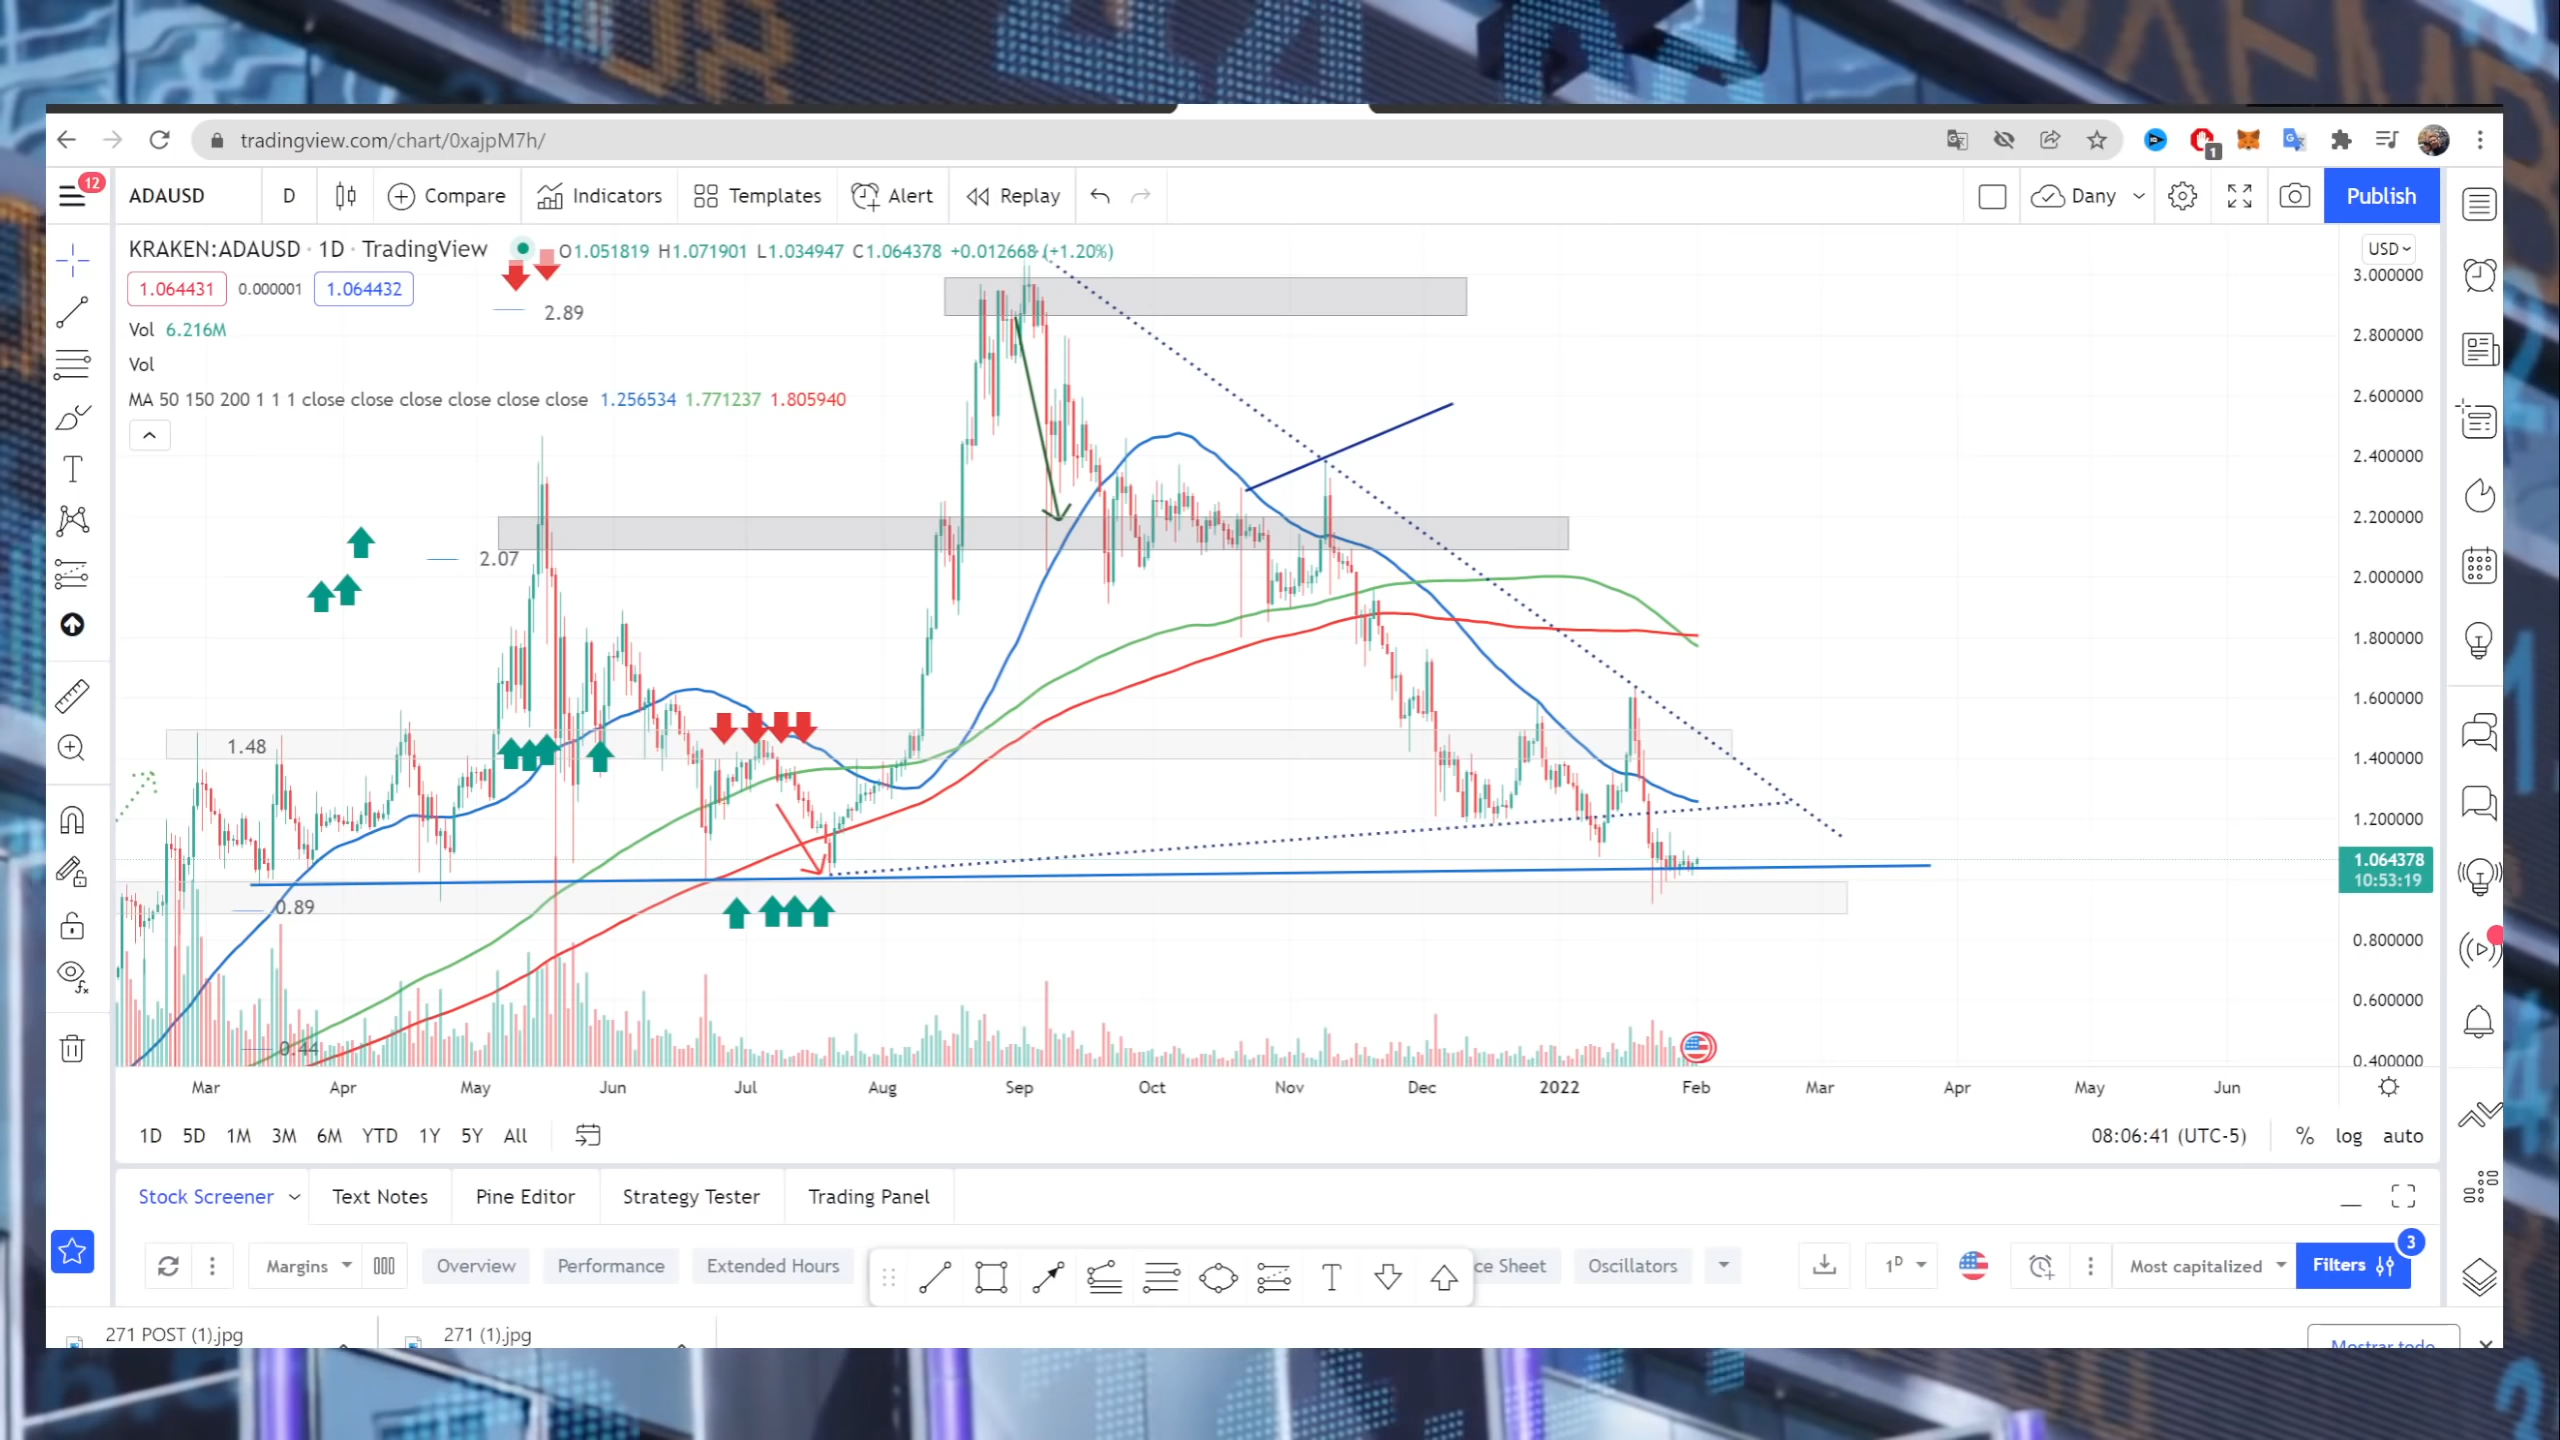 tradingview.com/chart/0xajpM7h/
1
12
ADAUSD D Compare Indicators Templates Alert Replay Dany Publish
KRAKEN:ADAUSD · 1D · TradingView O1.051819 H1.071901 L1.034947 C1.064378 +0.012668 (+1.20%)
USD
1.064431 0.000001 1.064432
Vol 6.216M
Vol
MA 50 150 200 1 1 1 close close close close close close 1.256534 1.771237 1.805940
2.89
2.07
1.48
0.89
0.44
3.000000
2.800000
2.600000
2.400000
2.200000
2.000000
1.800000
1.600000
1.400000
1.200000
1.064378
10:53:19
0.800000
0.600000
0.400000
Mar Apr May Jun Jul Aug Sep Oct Nov Dec 2022 Feb Mar Apr May Jun
1D 5D 1M 3M 6M YTD 1Y 5Y All 08:06:41 (UTC-5) % log auto
Stock Screener Text Notes Pine Editor Strategy Tester Trading Panel
Margins Overview Performance Extended Hours ce Sheet Oscillators 1D Most capitalized Filters 3
271 POST (1).jpg 271 (1).jpg Mostrar todo